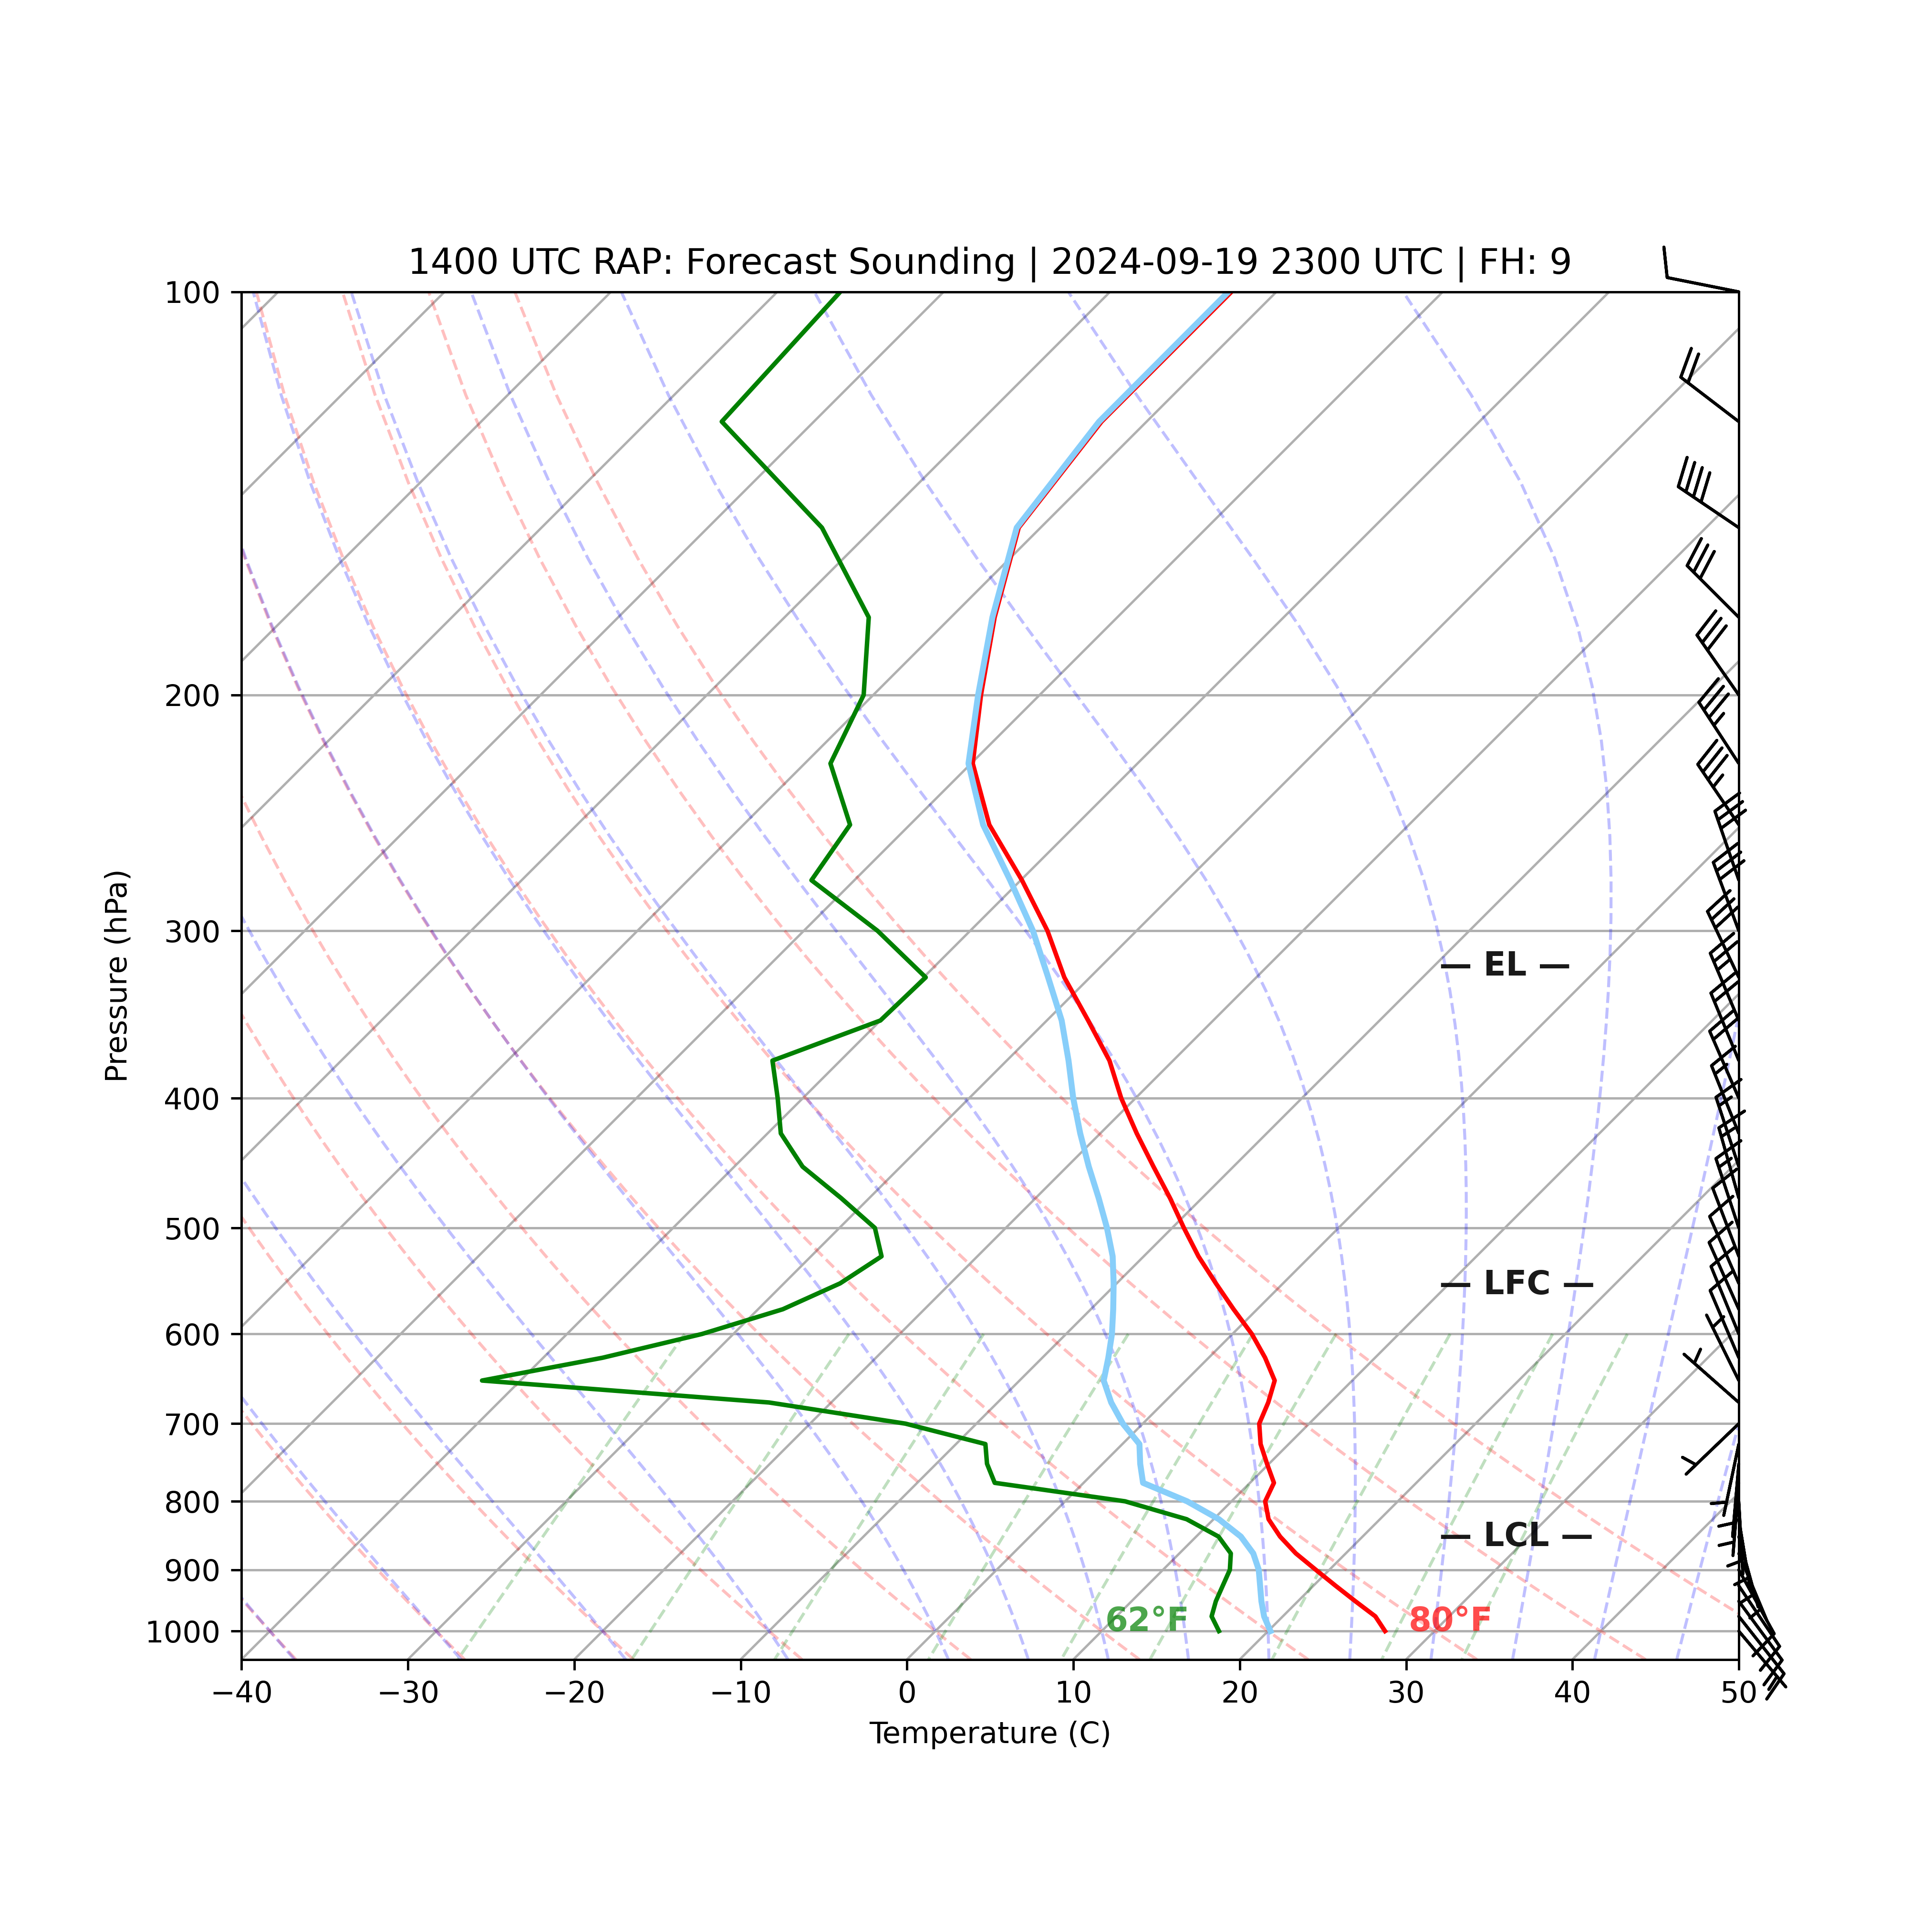 1400 UTC RAP: Forecast Sounding | 2024-09-19 2300 UTC | FH: 9
100
200
300
— EL —
Pressure (hPa)
400
500
— LFC —
600
700
800
— LCL —
900
62°F 80°F
1000
−40 −30 −20 −10 0 10 20 30 40 50
Temperature (C)